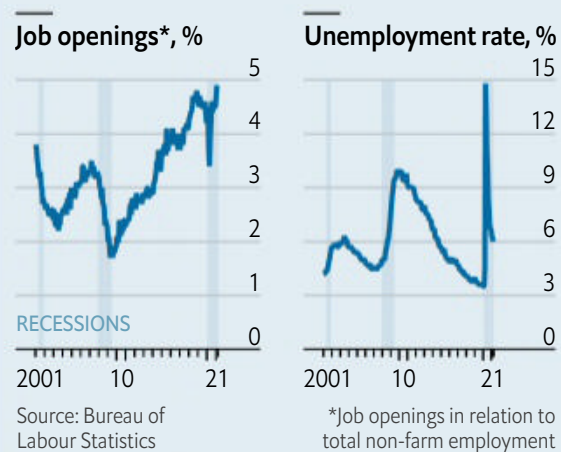 Job openings*, %
5
4
3
2
1
0
RECESSIONS
2001 10 21
Source: Bureau of
Labour Statistics
Unemployment rate, %
15
12
9
6
3
0
2001 10 21
*Job openings in relation to
total non-farm employment